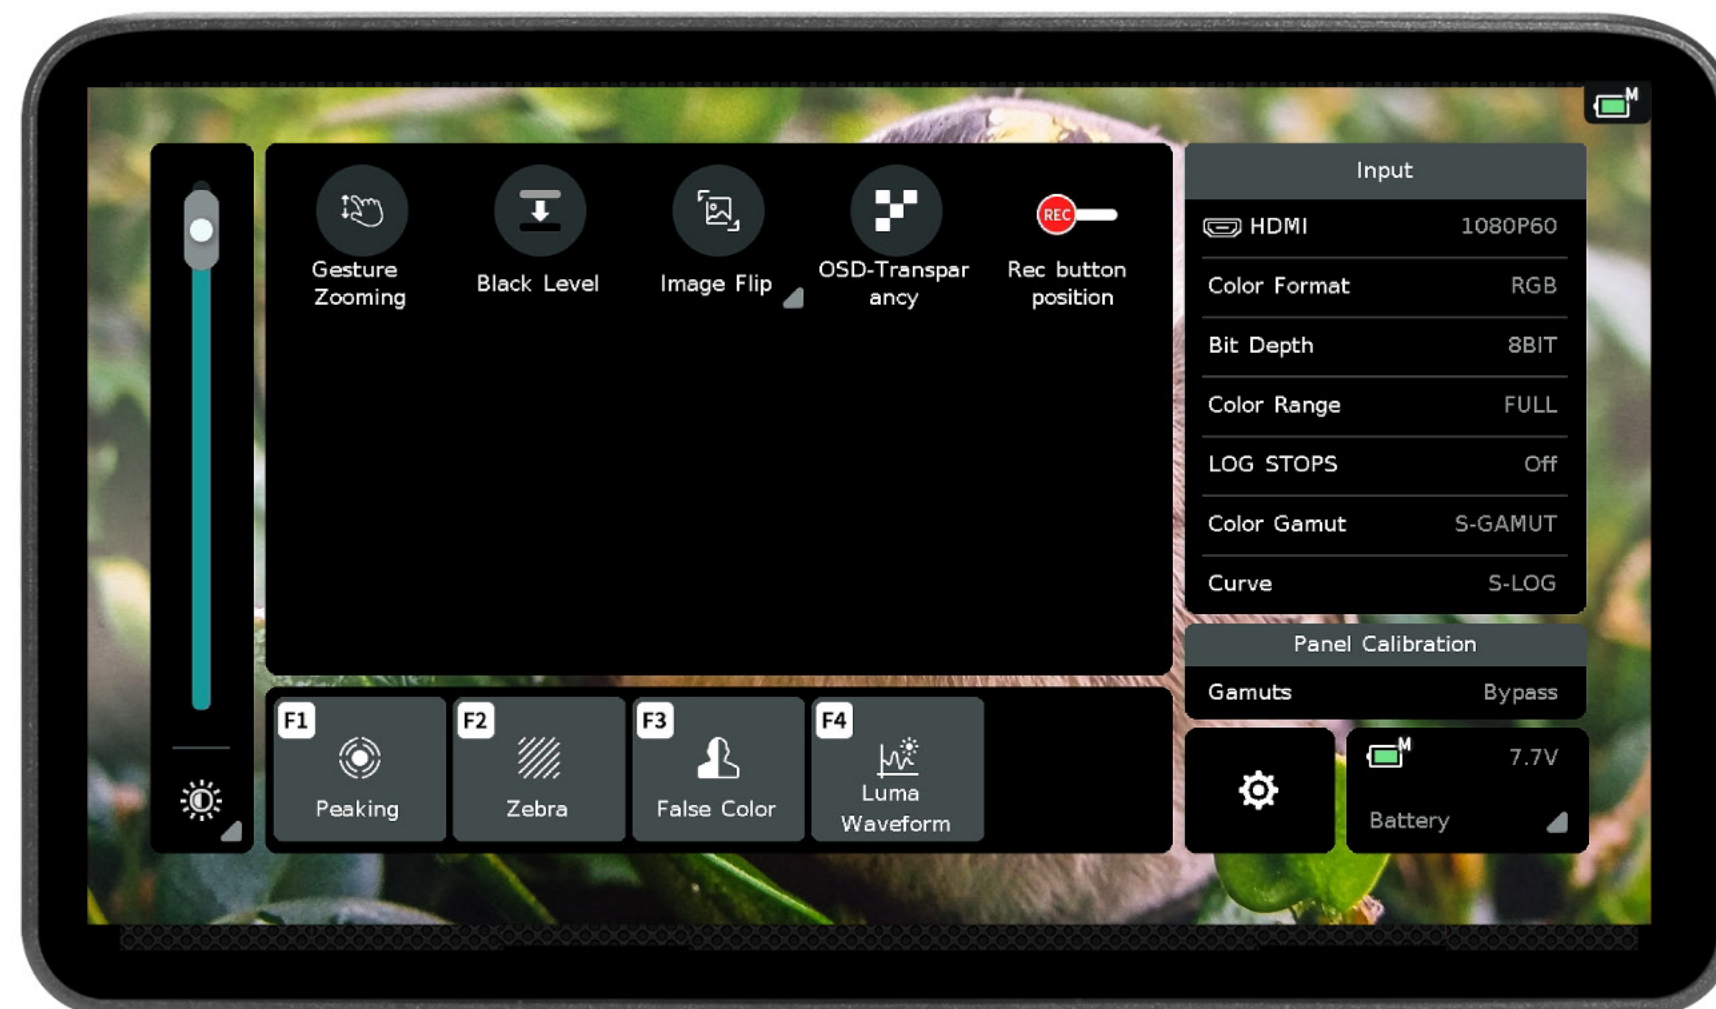 M
Gesture
Zooming
Black Level
Image Flip
OSD-Transpar
ancy
REC
Rec button
position
Input
HDMI 1080P60
Color Format RGB
Bit Depth 8BIT
Color Range FULL
LOG STOPS Off
Color Gamut S-GAMUT
Curve S-LOG
Panel Calibration
Gamuts Bypass
F1
Peaking
F2
Zebra
F3
False Color
F4
Luma
Waveform
M 7.7V
Battery